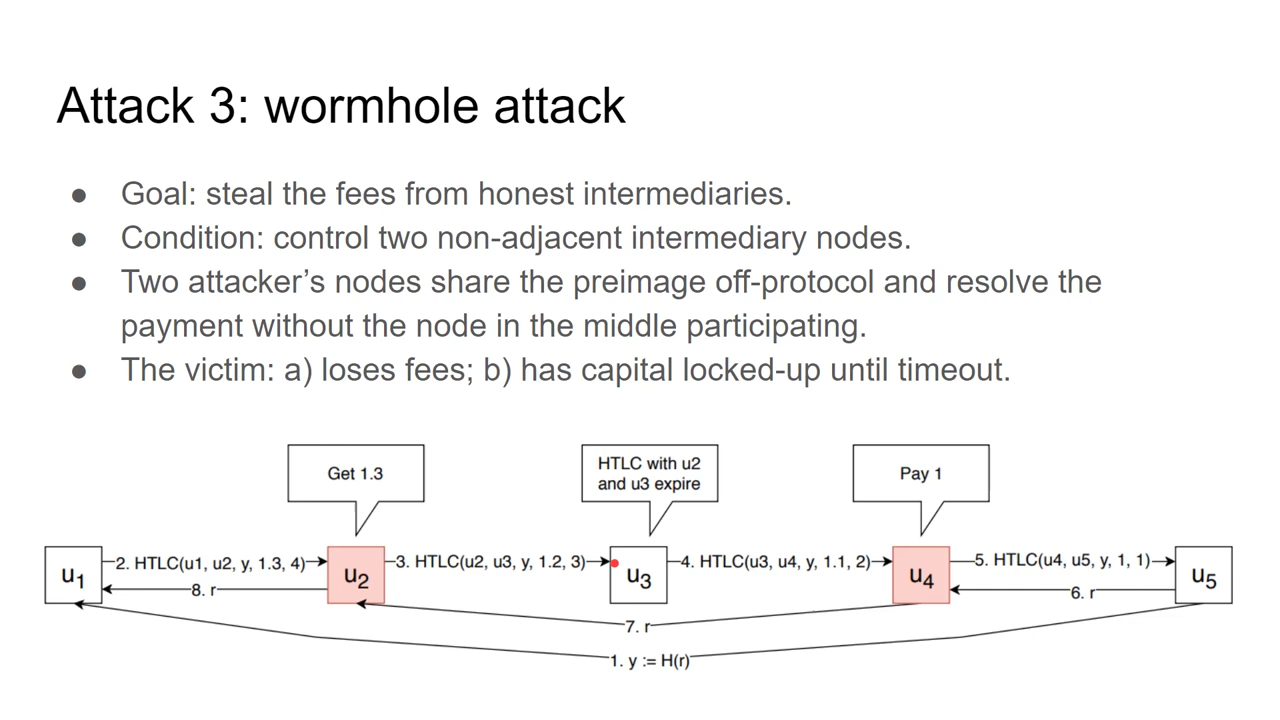 Attack 3: wormhole attack
● Goal: steal the fees from honest intermediaries.
● Condition: control two non-adjacent intermediary nodes.
● Two attacker’s nodes share the preimage off-protocol and resolve the
payment without the node in the middle participating.
● The victim: a) loses fees; b) has capital locked-up until timeout.
Get 1.3
HTLC with u2
and u3 expire
Pay 1
u1
2. HTLC(u1, u2, y, 1.3, 4)
u2
3. HTLC(u2, u3, y, 1.2, 3)
u3
4. HTLC(u3, u4, y, 1.1, 2)
u4
5. HTLC(u4, u5, y, 1, 1)
u5
8. r
6. r
7. r
1. y := H(r)